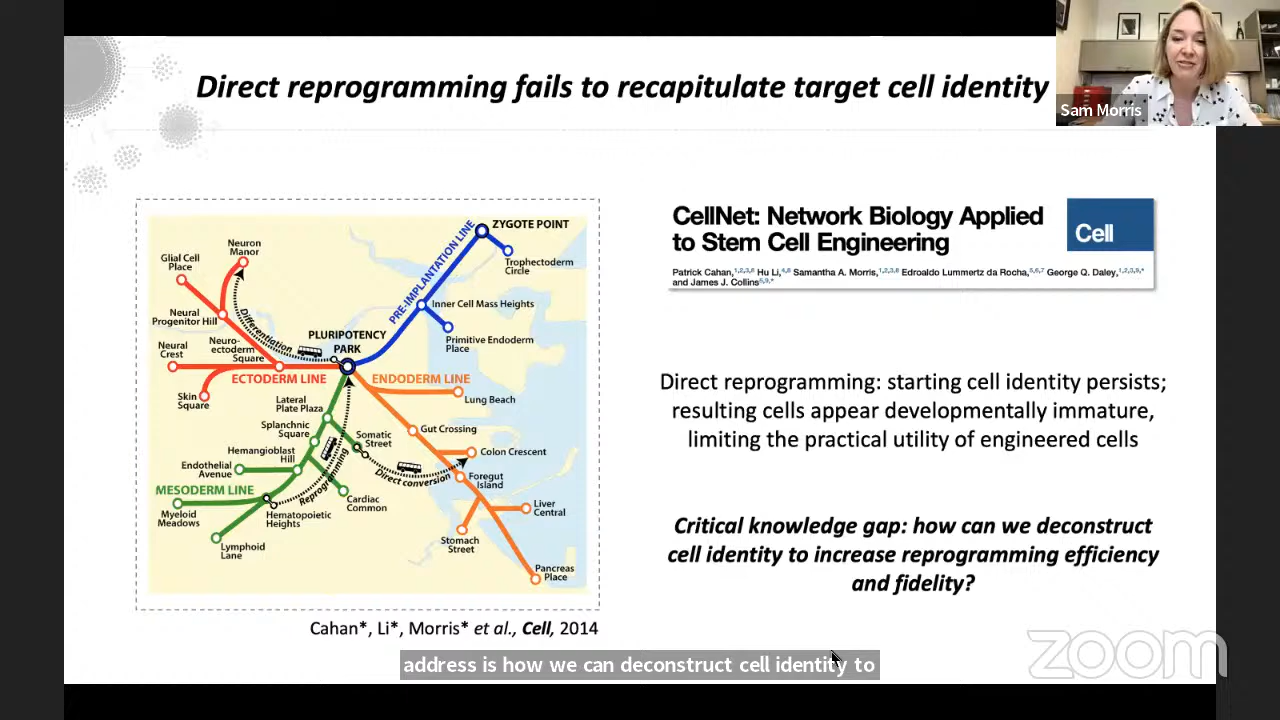 Direct reprogramming fails to recapitulate target cell identity
Sam Morris
ZYGOTE POINT
Trophectoderm
Circle
PRE-IMPLANTATION LINE
Inner Cell Mass Heights
Primitive Endoderm
Place
Neuron
Manor
Glial Cell
Place
Neural
Progenitor Hill
Differentiation
PLURIPOTENCY
PARK
Neural
Crest
Neuro-
ectoderm
Square
ECTODERM LINE
Skin
Square
ENDODERM LINE
Lung Beach
Lateral
Plate Plaza
Splanchnic
Square
Somatic
Street
Gut Crossing
Colon Crescent
Hemangioblast
Hill
Endothelial
Avenue
Reprogramming
Direct conversion
Foregut
Island
MESODERM LINE
Myeloid
Meadows
Hematopoietic
Heights
Cardiac
Common
Lymphoid
Lane
Liver
Central
Stomach
Street
Pancreas
Place
Cahan*, Li*, Morris* et al., Cell, 2014
CellNet: Network Biology Applied
to Stem Cell Engineering
Cell
Patrick Cahan,1,2,3,8 Hu Li,4,8 Samantha A. Morris,1,2,3,8 Edroaldo Lummertz da Rocha,5,6,7 George Q. Daley,1,2,3,9,*
and James J. Collins5,9,*
Direct reprogramming: starting cell identity persists;
resulting cells appear developmentally immature,
limiting the practical utility of engineered cells
Critical knowledge gap: how can we deconstruct
cell identity to increase reprogramming efficiency
and fidelity?
address is how we can deconstruct cell identity to
zoom